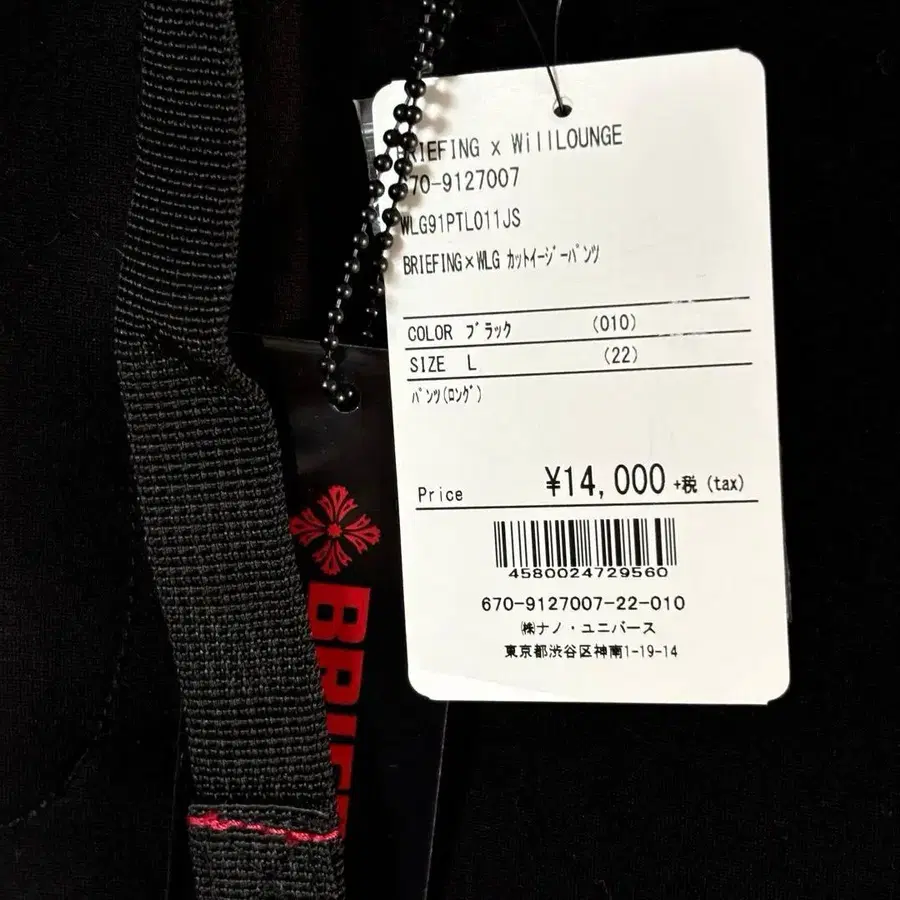 BRIEFING x WillLOUNGE
670-9127007
WLG91PTL011JS
BRIEFING×WLG ｶｯﾄｲｰｼﾞｰﾊﾟﾝﾂ
COLOR ﾌﾞﾗｯｸ (010)
SIZE L (22)
ﾊﾟﾝﾂ(ﾛﾝｸﾞ)
Price ¥14,000 +税 (tax)
4580024729560
670-9127007-22-010
㈱ナノ・ユニバース
東京都渋谷区神南1-19-14
BRIEF